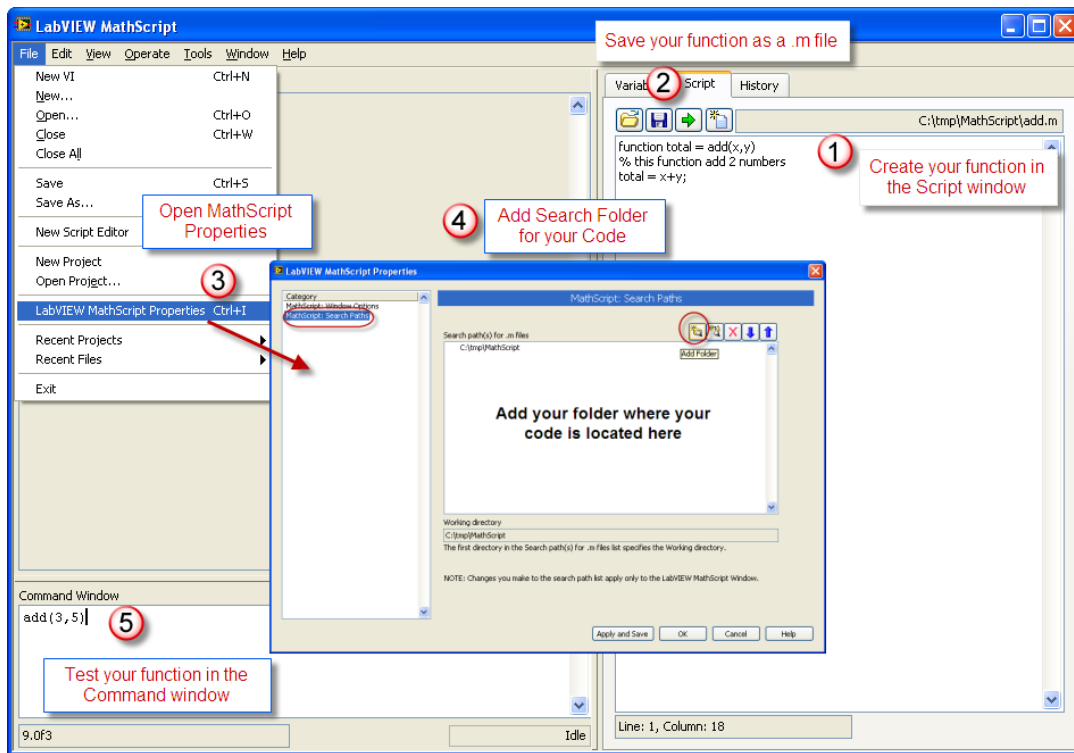 LabVIEW MathScript
File Edit View Operate Tools Window Help
New VI Ctrl+N
New...
Open... Ctrl+O
Close Ctrl+W
Close All
Save Ctrl+S
Save As...
New Script Editor
New Project
Open Project...
LabVIEW MathScript Properties Ctrl+I
Recent Projects
Recent Files
Exit
Open MathScript
Properties
3
Save your function as a .m file
2
Script History
C:\tmp\MathScript\add.m
function total = add(x,y)
% this function add 2 numbers
total = x+y;
1
Create your function in
the Script window
4
Add Search Folder
for your Code
LabVIEW MathScript Properties
Category
MathScript: Window Options
MathScript: Search Paths
MathScript: Search Paths
Search path(s) for .m files
C:\tmp\MathScript
Add Folder
Add your folder where your
code is located here
Working directory
C:\tmp\MathScript
The first directory in the Search path(s) for .m files list specifies the Working directory.
NOTE: Changes you make to the search path list apply only to the LabVIEW MathScript Window.
Apply and Save OK Cancel Help
Command Window
add(3,5)
5
Test your function in the
Command window
9.0f3
Idle
Line: 1, Column: 18